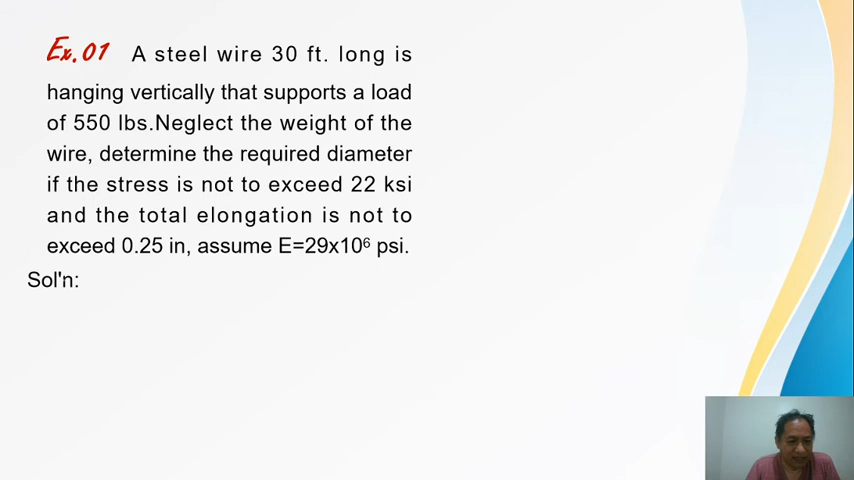 Ex.01 A steel wire 30 ft. long is
hanging vertically that supports a load
of 550 lbs.Neglect the weight of the
wire, determine the required diameter
if the stress is not to exceed 22 ksi
and the total elongation is not to
exceed 0.25 in, assume E=29x10⁶ psi.
Sol'n: